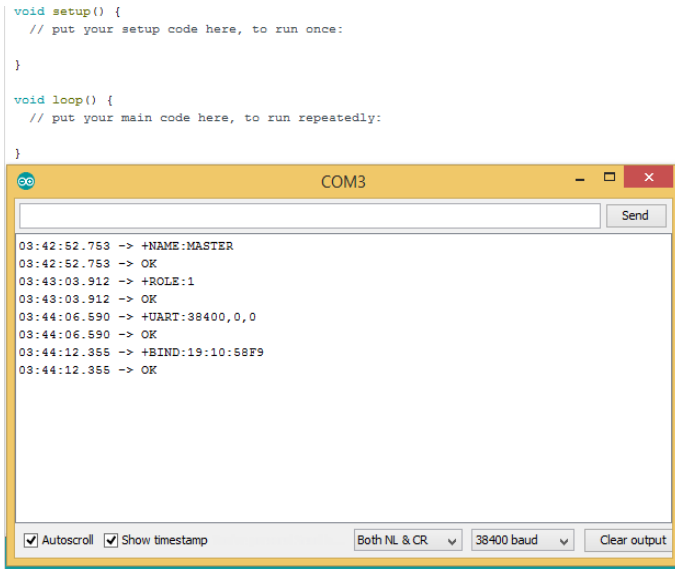 void setup() {
// put your setup code here, to run once:
}
void loop() {
// put your main code here, to run repeatedly:
}
COM3
Send
03:42:52.753 -> +NAME:MASTER
03:42:52.753 -> OK
03:43:03.912 -> +ROLE:1
03:43:03.912 -> OK
03:44:06.590 -> +UART:38400,0,0
03:44:06.590 -> OK
03:44:12.355 -> +BIND:19:10:58F9
03:44:12.355 -> OK
Autoscroll Show timestamp Both NL & CR 38400 baud Clear output